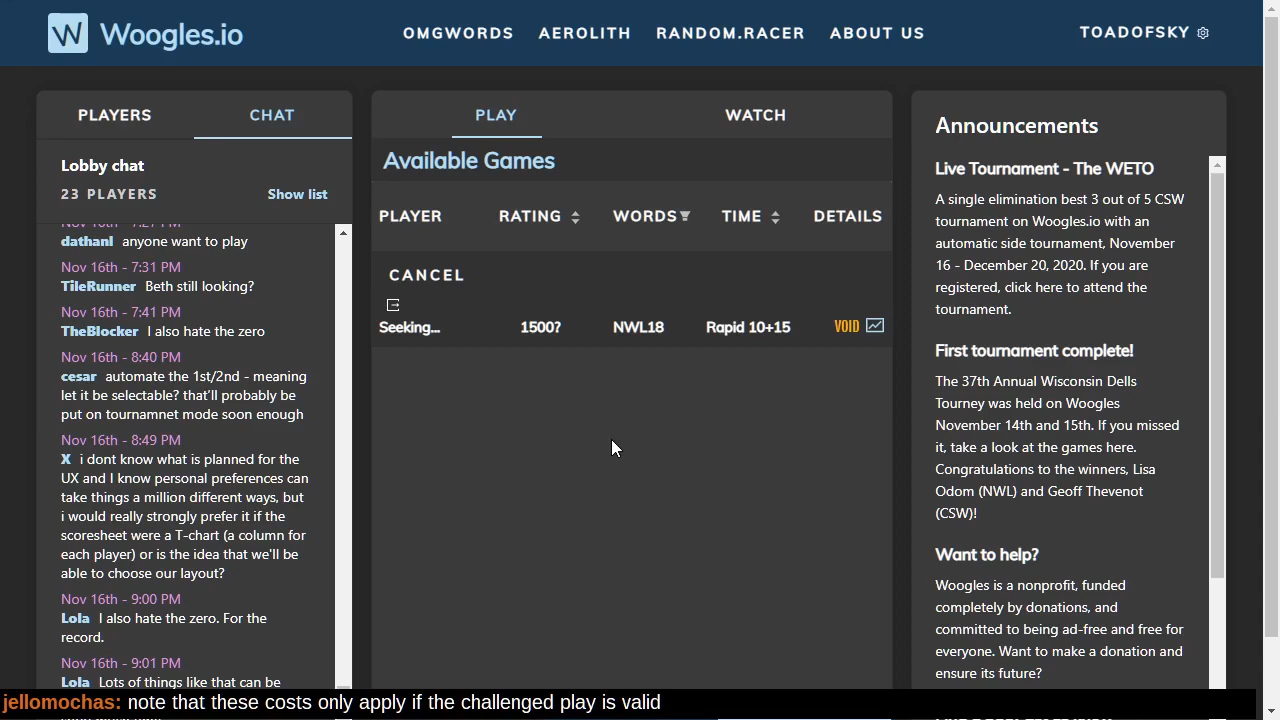 W Woogles.io
OMGWORDS AEROLITH RANDOM.RACER ABOUT US
TOADOFSKY
PLAYERS CHAT
Lobby chat
23 PLAYERS Show list
Nov 16th - 7:27 PM
dathanl anyone want to play
Nov 16th - 7:31 PM
TileRunner Beth still looking?
Nov 16th - 7:41 PM
TheBlocker I also hate the zero
Nov 16th - 8:40 PM
cesar automate the 1st/2nd - meaning
let it be selectable? that'll probably be
put on tournamnet mode soon enough
Nov 16th - 8:49 PM
X i dont know what is planned for the
UX and I know personal preferences can
take things a million different ways, but
i would really strongly prefer it if the
scoresheet were a T-chart (a column for
each player) or is the idea that we'll be
able to choose our layout?
Nov 16th - 9:00 PM
Lola I also hate the zero. For the
record.
Nov 16th - 9:01 PM
Lola Lots of things like that can be
PLAY WATCH
Available Games
PLAYER RATING WORDS TIME DETAILS
CANCEL
Seeking... 1500? NWL18 Rapid 10+15 VOID
Announcements
Live Tournament - The WETO
A single elimination best 3 out of 5 CSW
tournament on Woogles.io with an
automatic side tournament, November
16 - December 20, 2020. If you are
registered, click here to attend the
tournament.
First tournament complete!
The 37th Annual Wisconsin Dells
Tourney was held on Woogles
November 14th and 15th. If you missed
it, take a look at the games here.
Congratulations to the winners, Lisa
Odom (NWL) and Geoff Thevenot
(CSW)!
Want to help?
Woogles is a nonprofit, funded
completely by donations, and
committed to being ad-free and free for
everyone. Want to make a donation and
ensure its future?
jellomochas: note that these costs only apply if the challenged play is valid